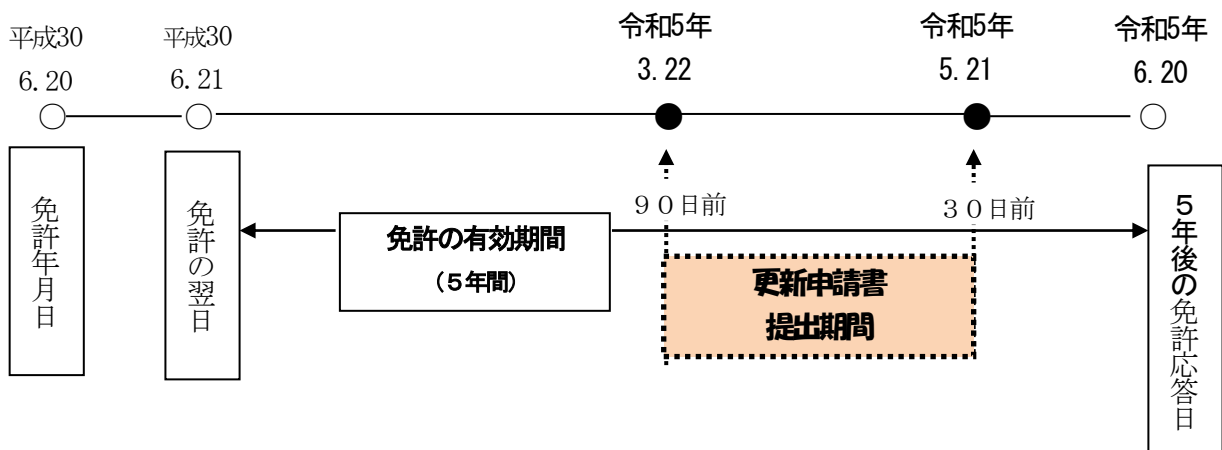 平成30
6.20
平成30
6.21
令和5年
3.22
令和5年
5.21
令和5年
6.20
免許年月日
免許の翌日
免許の有効期間
(5年間)
９０日前
３０日前
更新申請書
提出期間
５年後の免許応答日